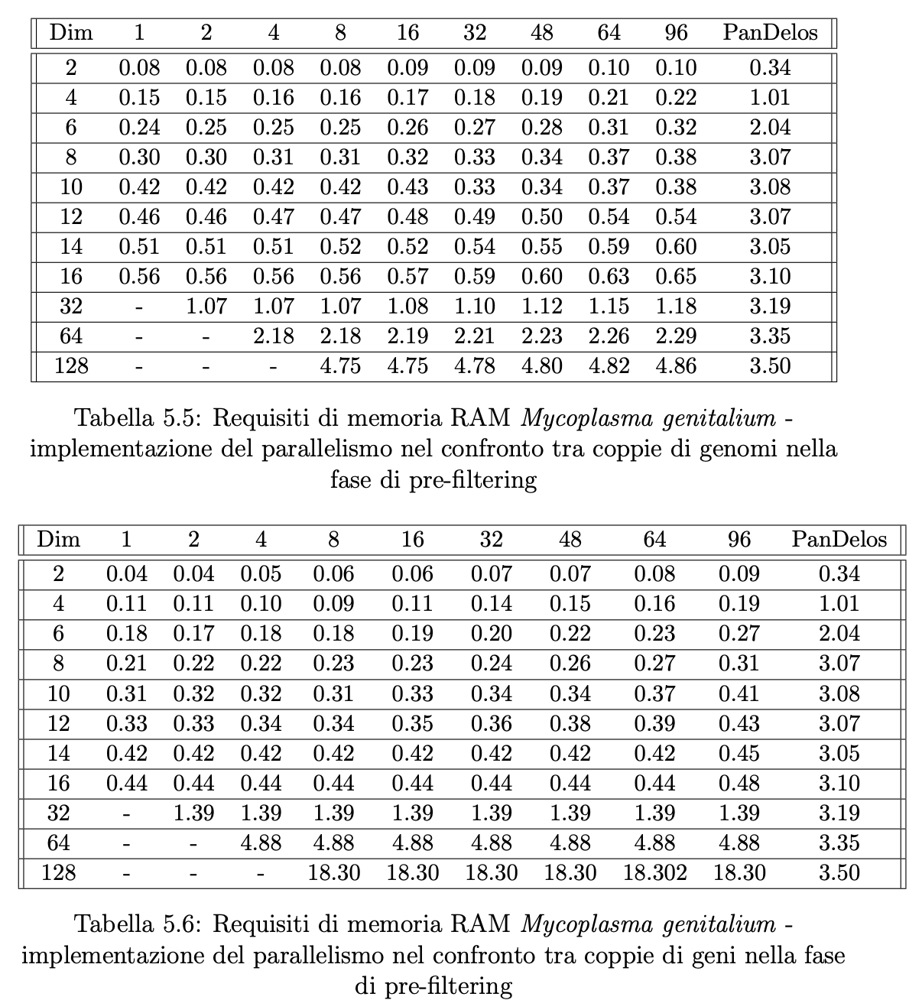 Dim 1 2 4 8 16 32 48 64 96 PanDelos
2 0.08 0.08 0.08 0.08 0.09 0.09 0.09 0.10 0.10 0.34
4 0.15 0.15 0.16 0.16 0.17 0.18 0.19 0.21 0.22 1.01
6 0.24 0.25 0.25 0.25 0.26 0.27 0.28 0.31 0.32 2.04
8 0.30 0.30 0.31 0.31 0.32 0.33 0.34 0.37 0.38 3.07
10 0.42 0.42 0.42 0.42 0.43 0.33 0.34 0.37 0.38 3.08
12 0.46 0.46 0.47 0.47 0.48 0.49 0.50 0.54 0.54 3.07
14 0.51 0.51 0.51 0.52 0.52 0.54 0.55 0.59 0.60 3.05
16 0.56 0.56 0.56 0.56 0.57 0.59 0.60 0.63 0.65 3.10
32 - 1.07 1.07 1.07 1.08 1.10 1.12 1.15 1.18 3.19
64 - - 2.18 2.18 2.19 2.21 2.23 2.26 2.29 3.35
128 - - - 4.75 4.75 4.78 4.80 4.82 4.86 3.50
Tabella 5.5: Requisiti di memoria RAM Mycoplasma genitalium -
implementazione del parallelismo nel confronto tra coppie di genomi nella
fase di pre-filtering
Dim 1 2 4 8 16 32 48 64 96 PanDelos
2 0.04 0.04 0.05 0.06 0.06 0.07 0.07 0.08 0.09 0.34
4 0.11 0.11 0.10 0.09 0.11 0.14 0.15 0.16 0.19 1.01
6 0.18 0.17 0.18 0.18 0.19 0.20 0.22 0.23 0.27 2.04
8 0.21 0.22 0.22 0.23 0.23 0.24 0.26 0.27 0.31 3.07
10 0.31 0.32 0.32 0.31 0.33 0.34 0.34 0.37 0.41 3.08
12 0.33 0.33 0.34 0.34 0.35 0.36 0.38 0.39 0.43 3.07
14 0.42 0.42 0.42 0.42 0.42 0.42 0.42 0.42 0.45 3.05
16 0.44 0.44 0.44 0.44 0.44 0.44 0.44 0.44 0.48 3.10
32 - 1.39 1.39 1.39 1.39 1.39 1.39 1.39 1.39 3.19
64 - - 4.88 4.88 4.88 4.88 4.88 4.88 4.88 3.35
128 - - - 18.30 18.30 18.30 18.30 18.302 18.30 3.50
Tabella 5.6: Requisiti di memoria RAM Mycoplasma genitalium -
implementazione del parallelismo nel confronto tra coppie di geni nella fase
di pre-filtering